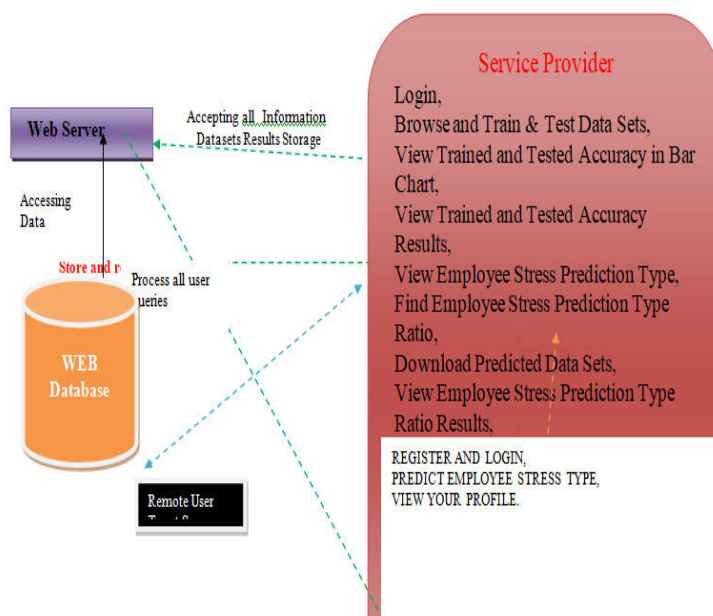 Service Provider
Login,
Browse and Train & Test Data Sets,
View Trained and Tested Accuracy in Bar
Chart,
View Trained and Tested Accuracy
Results,
View Employee Stress Prediction Type,
Find Employee Stress Prediction Type
Ratio,
Download Predicted Data Sets,
View Employee Stress Prediction Type
Ratio Results,
Web Server
Accepting all Information
Datasets Results Storage
Accessing
Data
Store and
Process all user
WEB
Database
REGISTER AND LOGIN,
PREDICT EMPLOYEE STRESS TYPE,
VIEW YOUR PROFILE.
Remote User